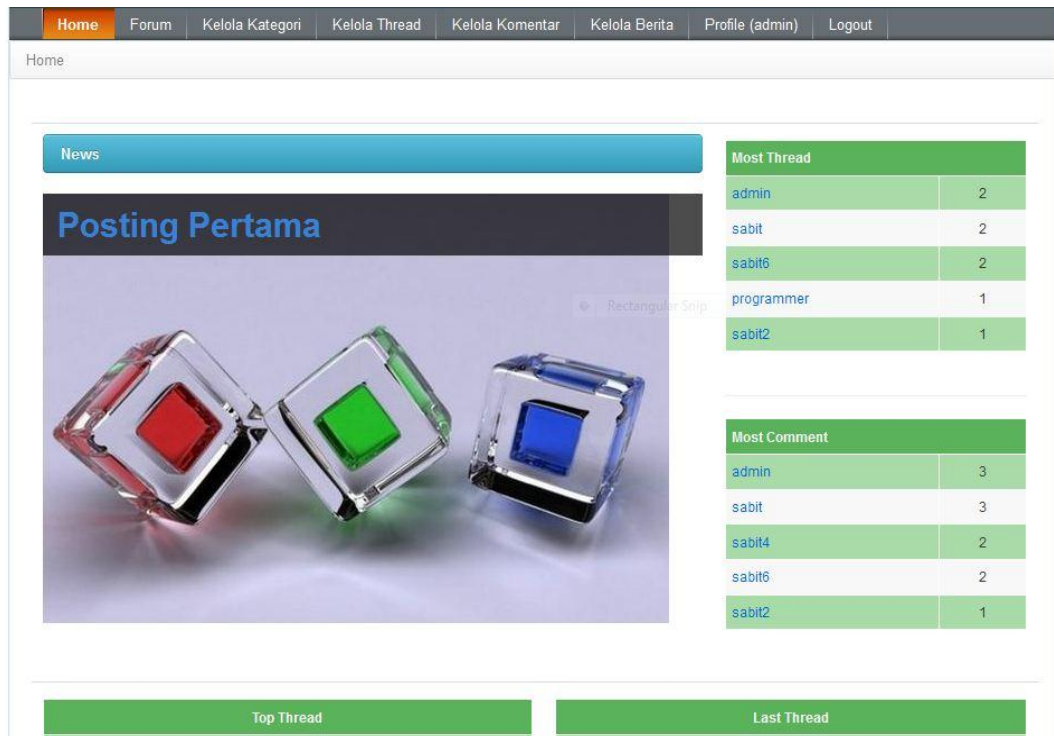 Home Forum Kelola Kategori Kelola Thread Kelola Komentar Kelola Berita Profile (admin) Logout
Home
News
Posting Pertama
Rectangular Snip
Most Thread
admin 2
sabit 2
sabit6 2
programmer 1
sabit2 1
Most Comment
admin 3
sabit 3
sabit4 2
sabit6 2
sabit2 1
Top Thread
Last Thread